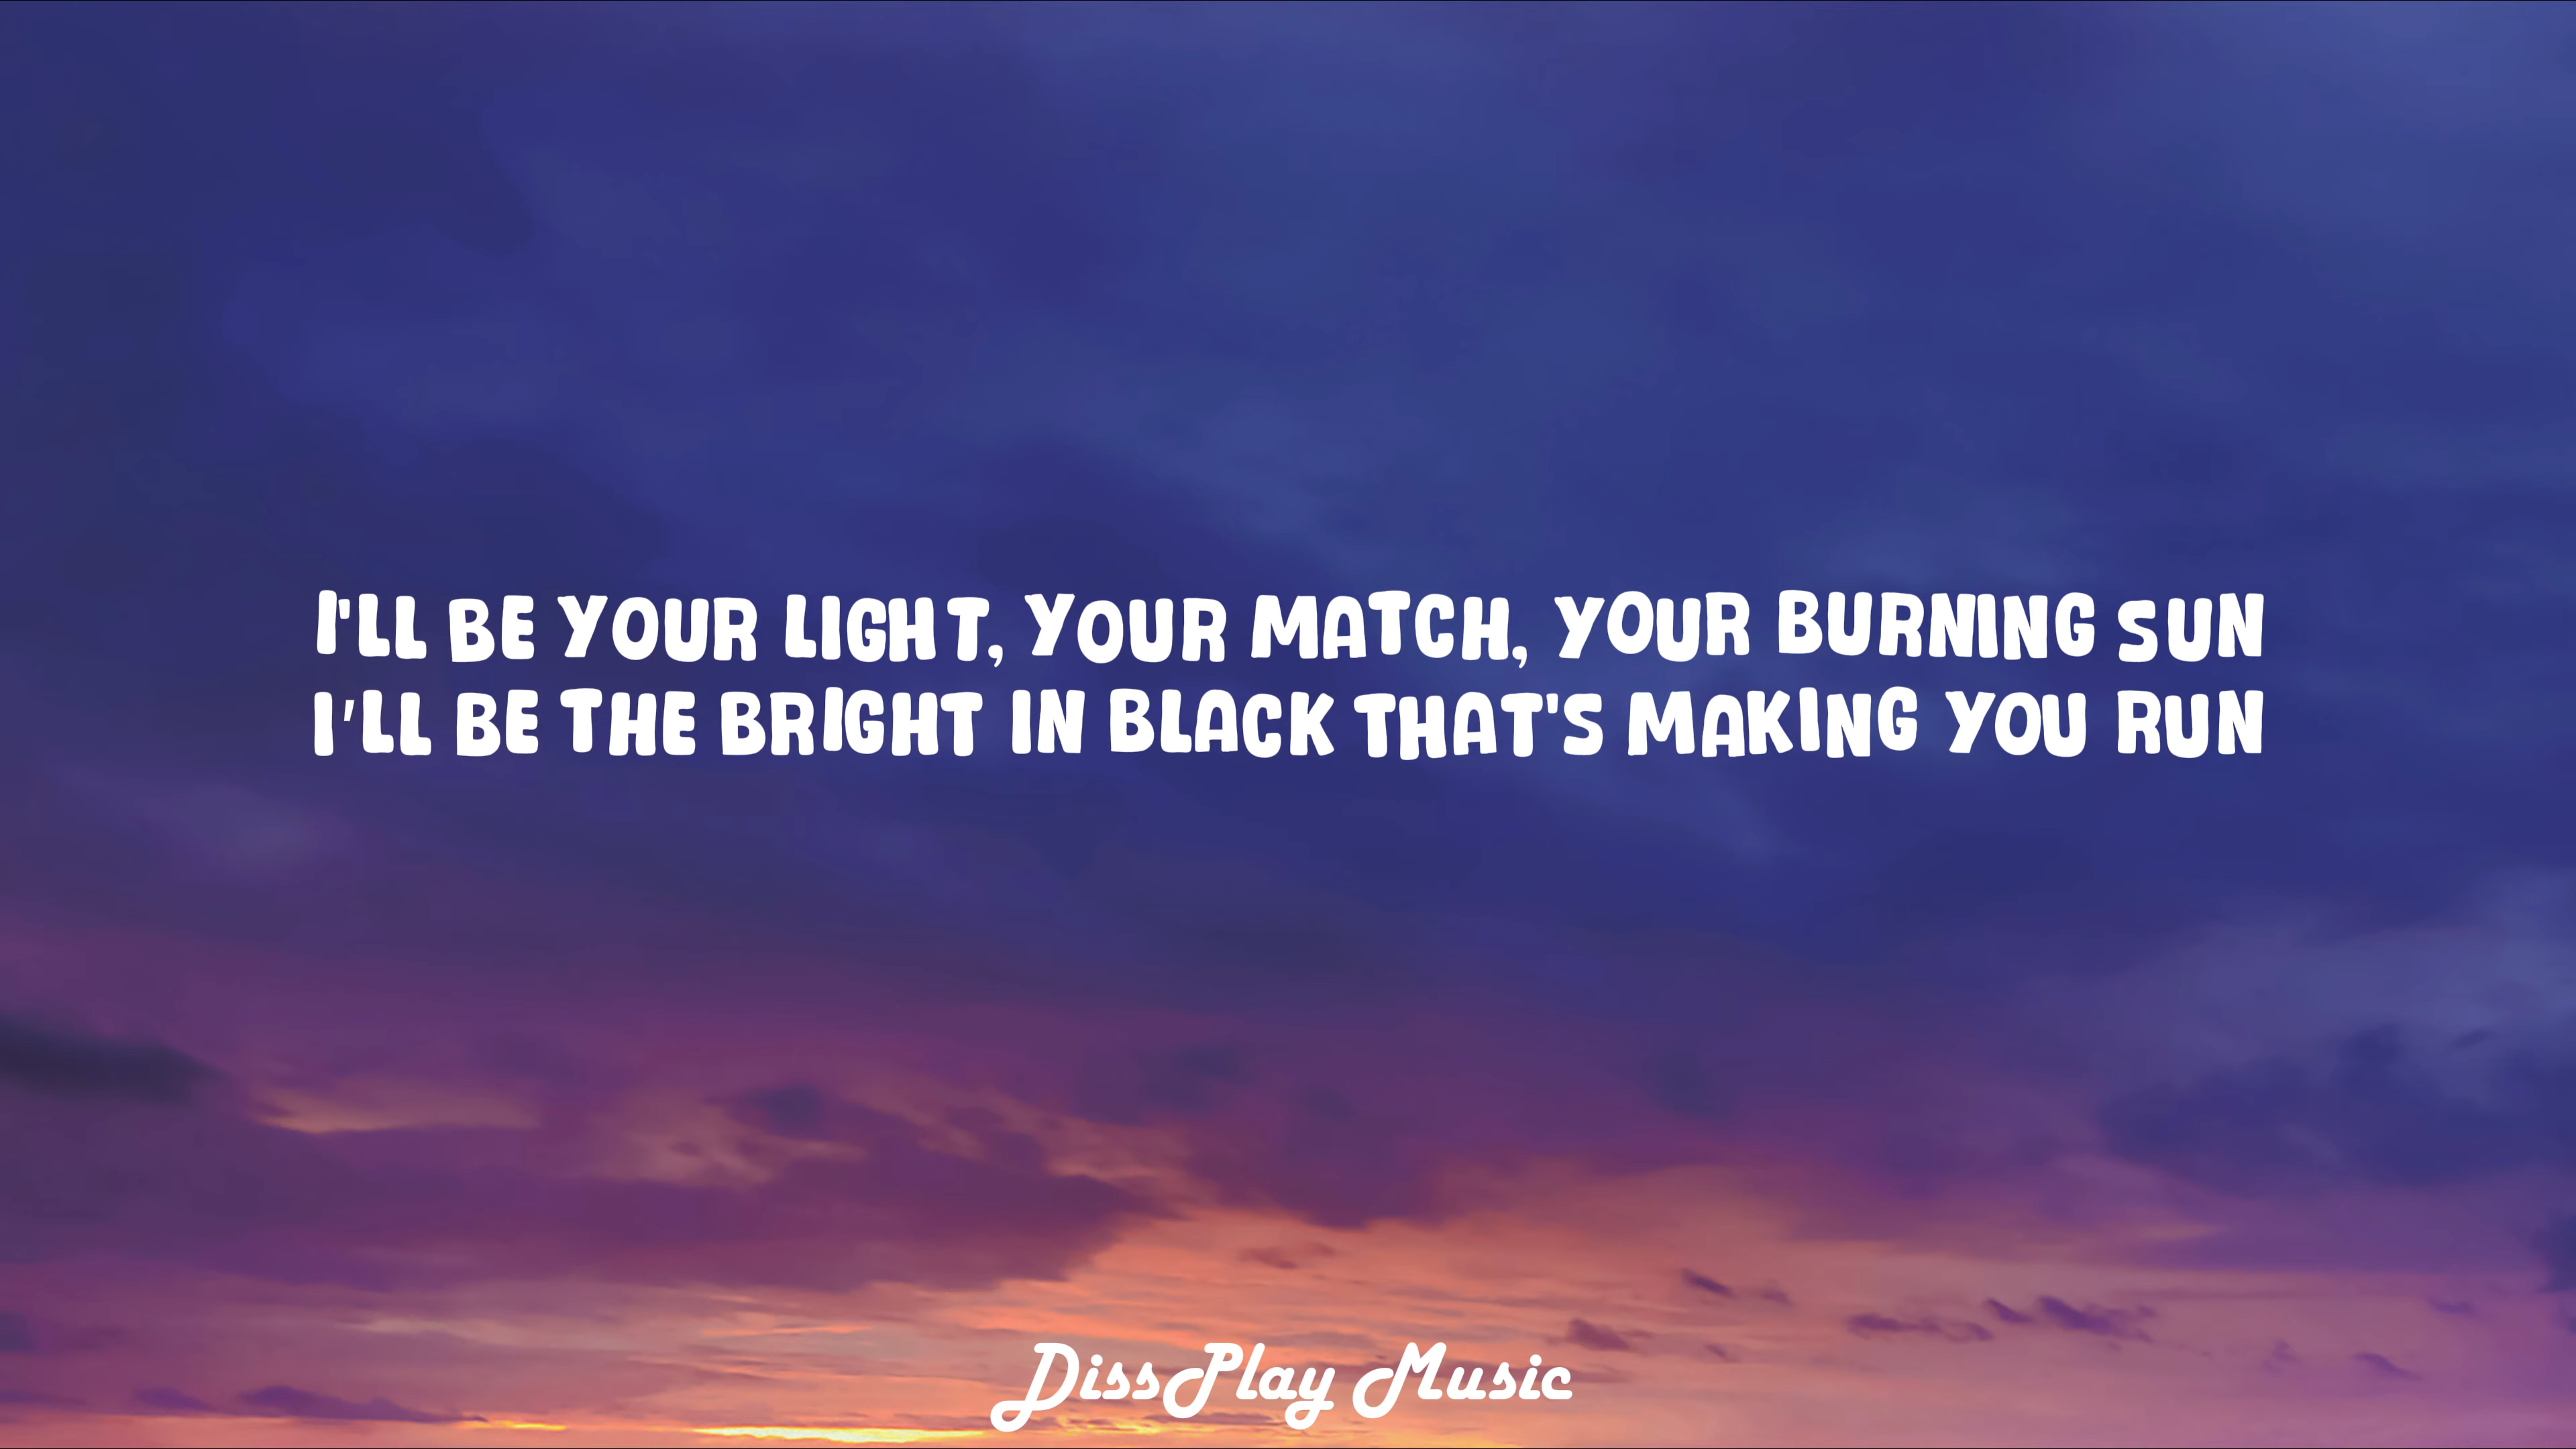 I'LL BE YOUR LIGHT, YOUR MATCH, YOUR BURNING SUN
I'LL BE THE BRIGHT IN BLACK THAT'S MAKING YOU RUN
DissPlay Music